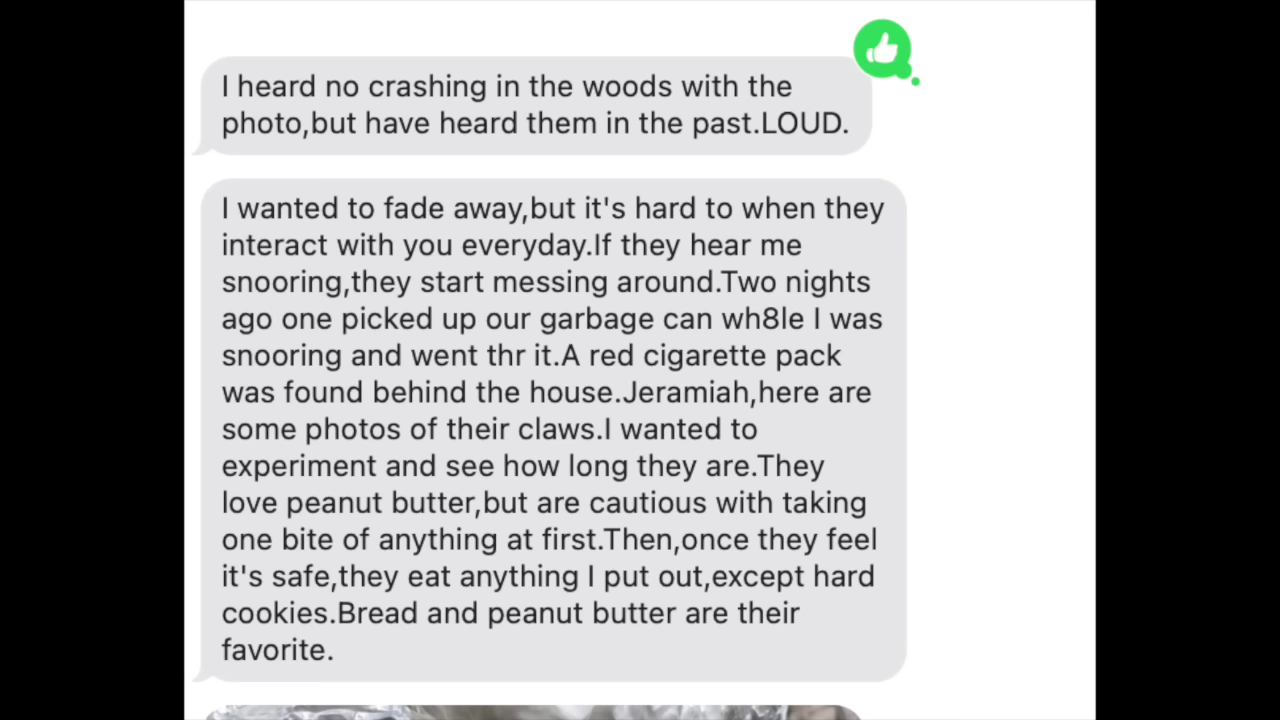 I heard no crashing in the woods with the
photo,but have heard them in the past.LOUD.
I wanted to fade away,but it's hard to when they
interact with you everyday.If they hear me
snooring,they start messing around.Two nights
ago one picked up our garbage can wh8le I was
snooring and went thr it.A red cigarette pack
was found behind the house.Jeramiah,here are
some photos of their claws.I wanted to
experiment and see how long they are.They
love peanut butter,but are cautious with taking
one bite of anything at first.Then,once they feel
it's safe,they eat anything I put out,except hard
cookies.Bread and peanut butter are their
favorite.